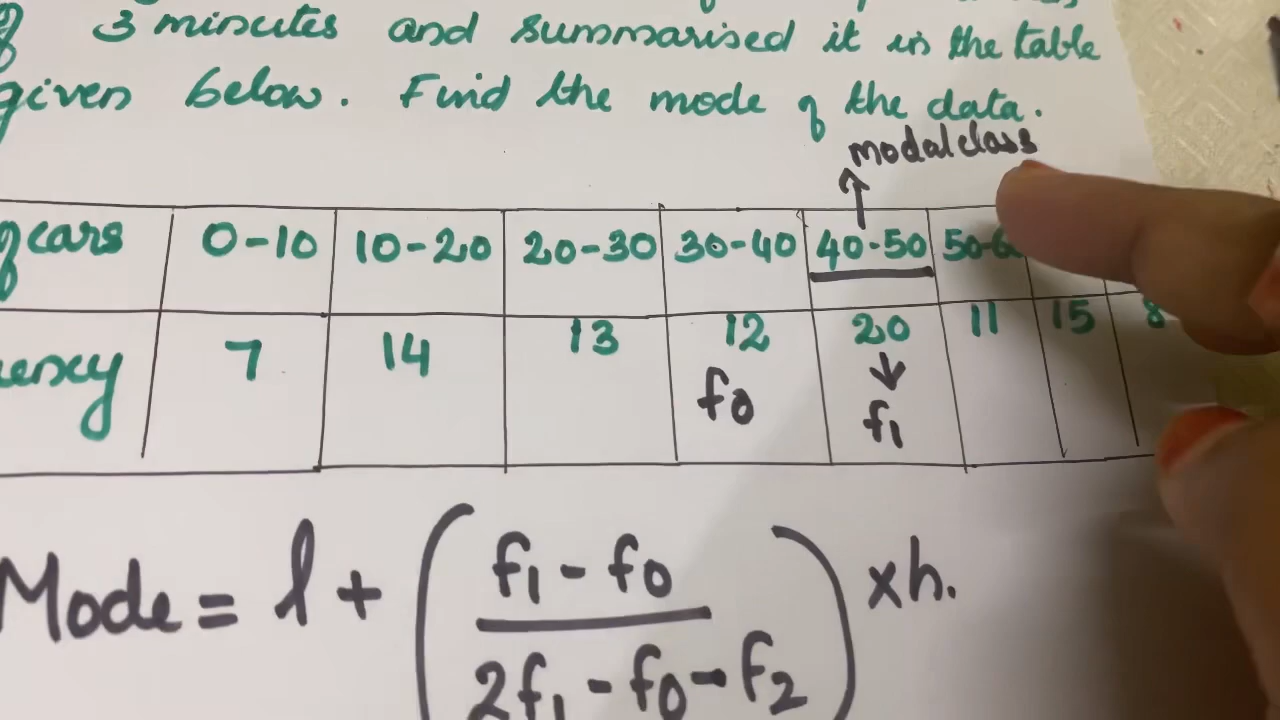 3 minutes and summarised it in the table
given below. Find the mode of the data.
modal class
cars 0-10 10-20 20-30 30-40 40-50
7 14 13 12 20 11 15 8
f0 f1
Mode = l + ( f1 - f0 / 2f1 - f0 - f2 ) xh.